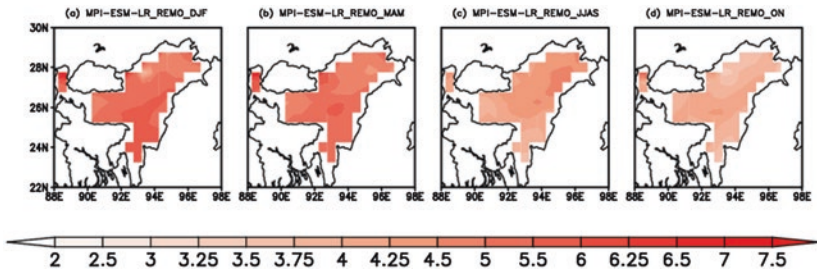 (a) MPI-ESM-LR_REMO_DJF
(b) MPI-ESM-LR_REMO_MAM
(c) MPI-ESM-LR_REMO_JJAS
(d) MPI-ESM-LR_REMO_ON
30N
28N
26N
24N
22N
88E 90E 92E 94E 96E 98E
88E 90E 92E 94E 96E 98E
88E 90E 92E 94E 96E 98E
88E 90E 92E 94E 96E 98E
2 2.5 3 3.25 3.5 3.75 4 4.25 4.5 5 5.5 6 6.25 6.5 7 7.5